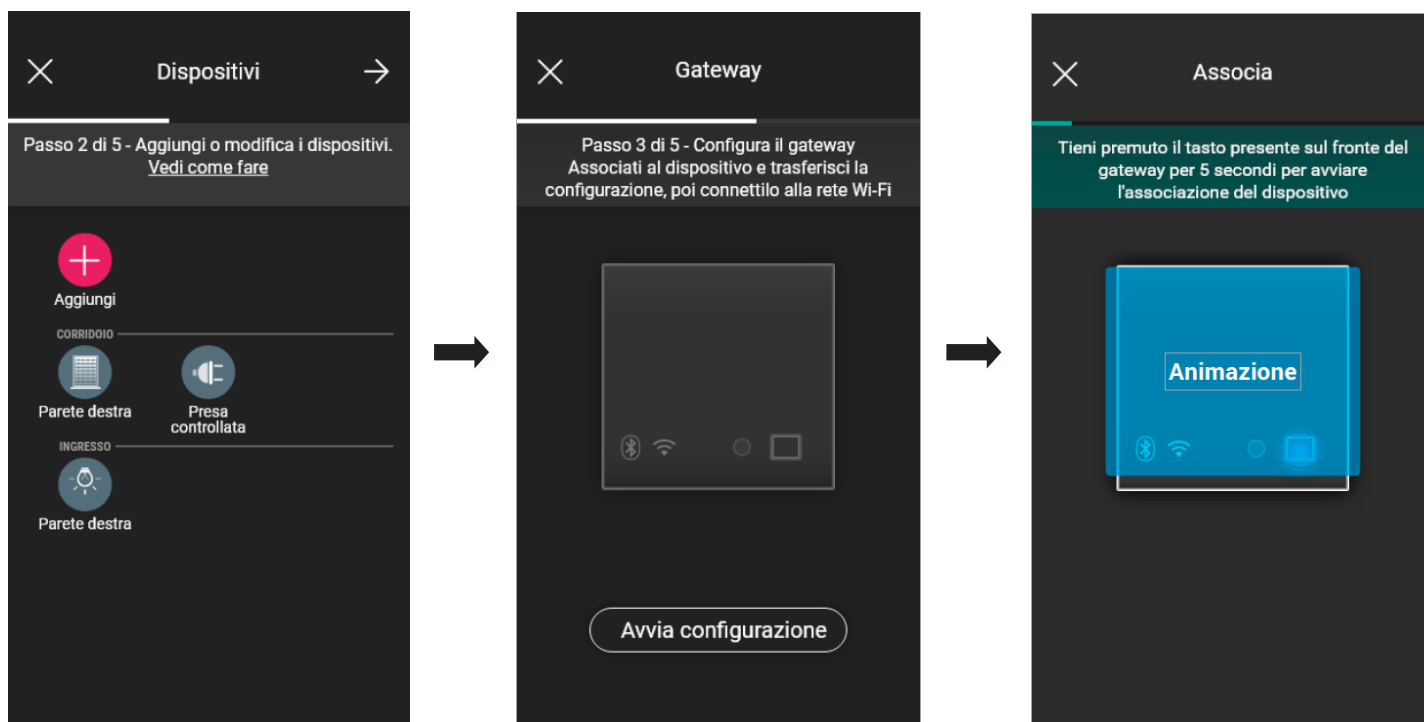 Dispositivi
Passo 2 di 5 - Aggiungi o modifica i dispositivi.
Vedi come fare
Aggiungi
CORRIDOIO
Parete destra
Presa
controllata
INGRESSO
Parete destra
Gateway
Passo 3 di 5 - Configura il gateway
Associati al dispositivo e trasferisci la
configurazione, poi connettilo alla rete Wi-Fi
Avvia configurazione
Associa
Tieni premuto il tasto presente sul fronte del
gateway per 5 secondi per avviare
l'associazione del dispositivo
Animazione